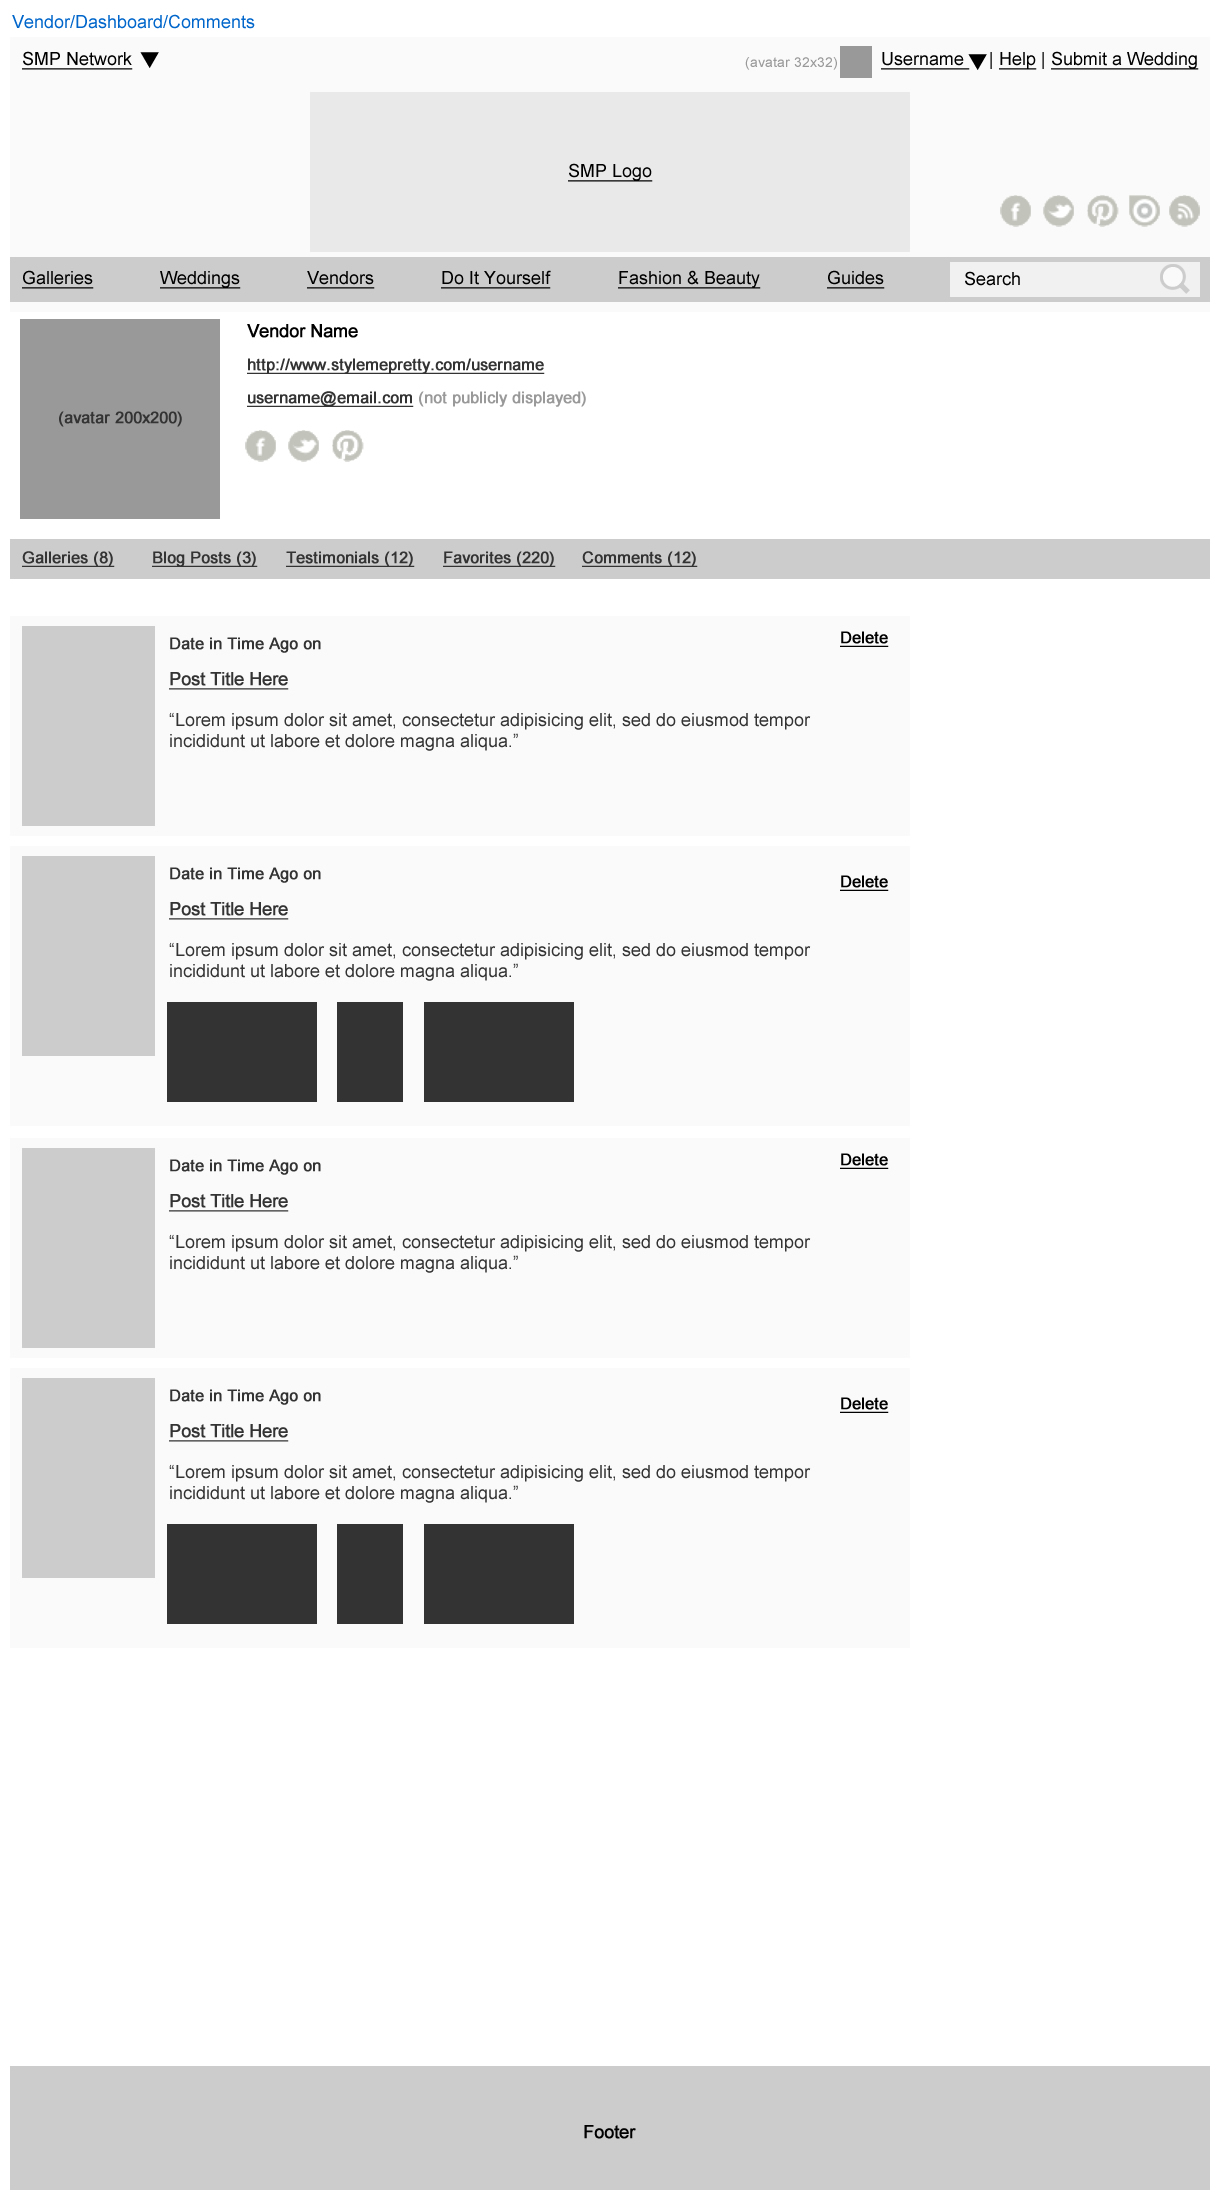 Vendor/Dashboard/Comments
SMP Network
(avatar 32x32) Username | Help | Submit a Wedding
SMP Logo
Galleries Weddings Vendors Do It Yourself Fashion & Beauty Guides Search
(avatar 200x200)
Vendor Name
http://www.stylemepretty.com/username
username@email.com (not publicly displayed)
Galleries (8) Blog Posts (3) Testimonials (12) Favorites (220) Comments (12)
Date in Time Ago on
Delete
Post Title Here
“Lorem ipsum dolor sit amet, consectetur adipisicing elit, sed do eiusmod tempor
incididunt ut labore et dolore magna aliqua.”
Date in Time Ago on
Delete
Post Title Here
“Lorem ipsum dolor sit amet, consectetur adipisicing elit, sed do eiusmod tempor
incididunt ut labore et dolore magna aliqua.”
Date in Time Ago on
Delete
Post Title Here
“Lorem ipsum dolor sit amet, consectetur adipisicing elit, sed do eiusmod tempor
incididunt ut labore et dolore magna aliqua.”
Date in Time Ago on
Delete
Post Title Here
“Lorem ipsum dolor sit amet, consectetur adipisicing elit, sed do eiusmod tempor
incididunt ut labore et dolore magna aliqua.”
Footer